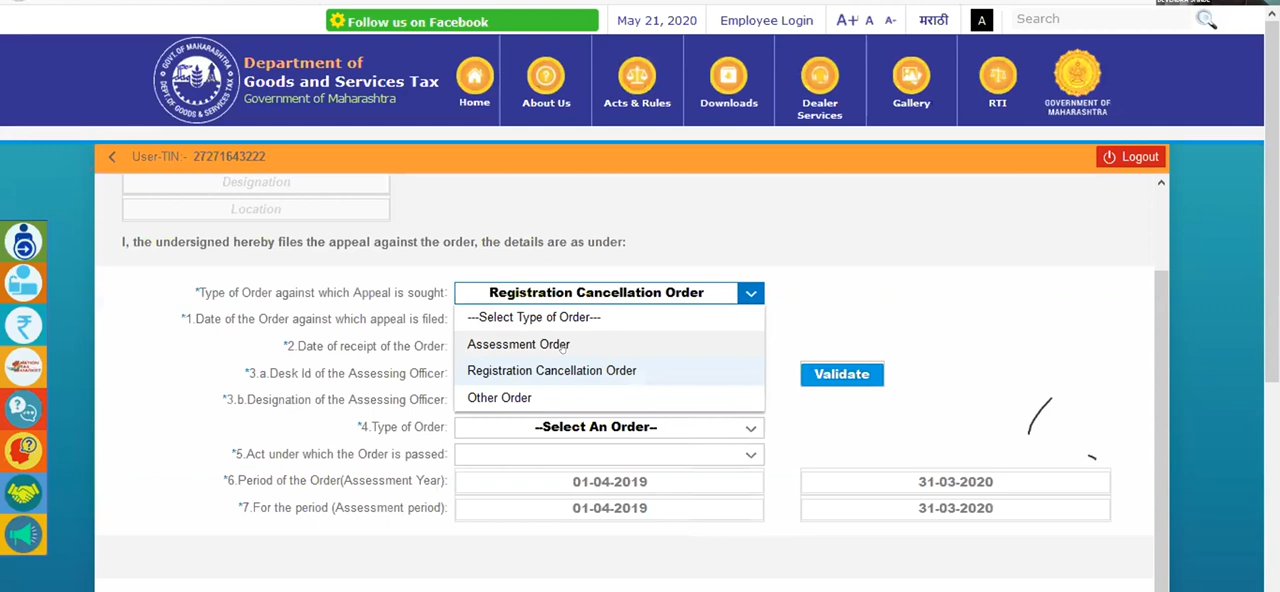 Follow us on Facebook
May 21, 2020
Employee Login
A+ A A-
मराठी
A
Search
Department of
Goods and Services Tax
Government of Maharashtra
Home
About Us
Acts & Rules
Downloads
Dealer
Services
Gallery
RTI
GOVERNMENT OF
MAHARASHTRA
User-TIN:- 27271643222
Logout
Designation
Location
I, the undersigned hereby files the appeal against the order, the details are as under:
*Type of Order against which Appeal is sought: Registration Cancellation Order
---Select Type of Order---
*1.Date of the Order against which appeal is filed:
Assessment Order
*2.Date of receipt of the Order:
Registration Cancellation Order
*3.a.Desk Id of the Assessing Officer: Validate
Other Order
*3.b.Designation of the Assessing Officer:
*4.Type of Order: --Select An Order--
*5.Act under which the Order is passed:
*6.Period of the Order(Assessment Year): 01-04-2019 31-03-2020
*7.For the period (Assessment period): 01-04-2019 31-03-2020